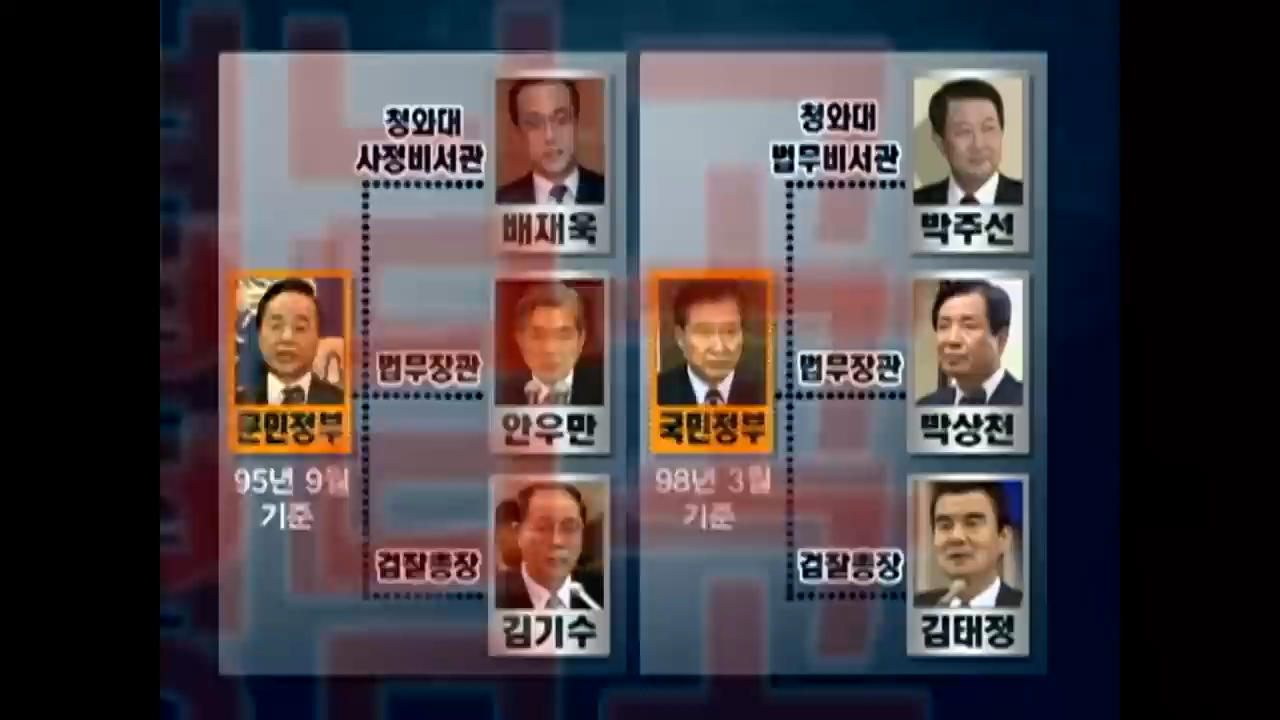 청와대
사정비서관
배재욱
문민정부
95년 9월
기준
법무장관
안우만
검찰총장
김기수
청와대
법무비서관
박주선
국민정부
98년 3월
기준
법무장관
박상천
검찰총장
김태정